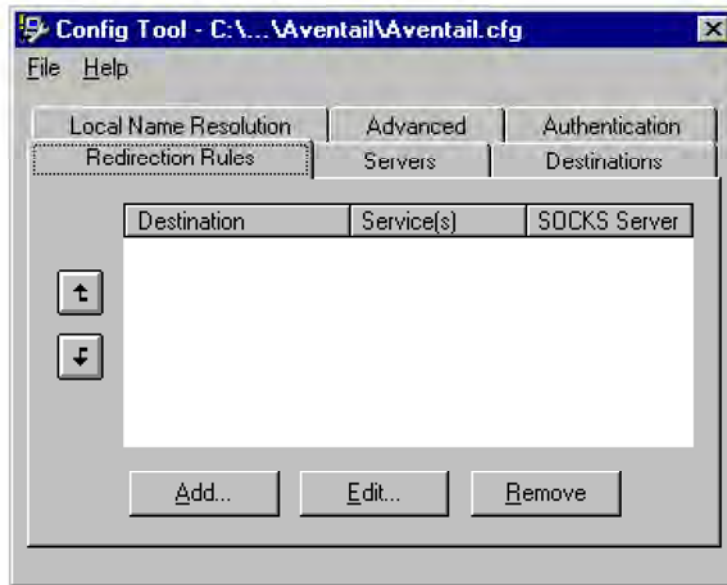 Config Tool - C:\...\Aventail\Aventail.cfg
File Help
Local Name Resolution Advanced Authentication
Redirection Rules Servers Destinations
Destination Service(s) SOCKS Server
Add... Edit... Remove